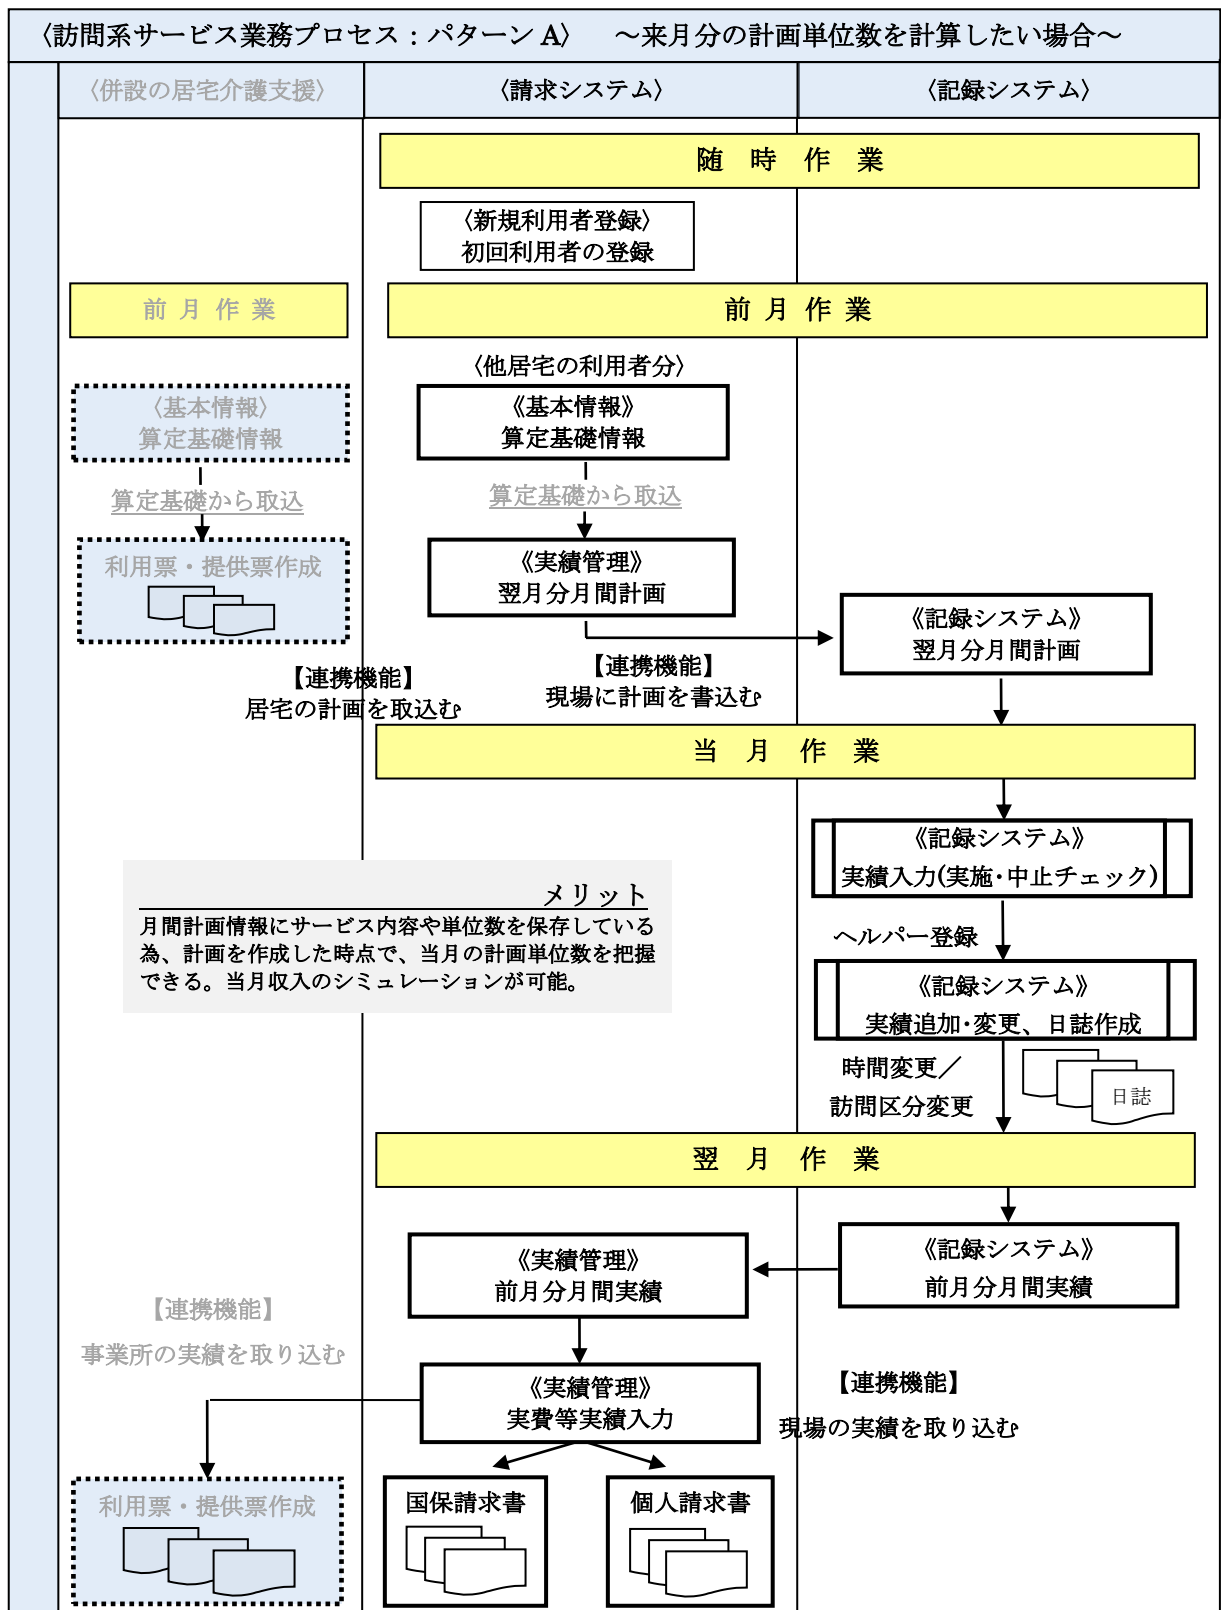 〈訪問系サービス業務プロセス：パターン A〉　～来月分の計画単位数を計算したい場合～
〈併設の居宅介護支援〉
〈請求システム〉
〈記録システム〉
随　時　作　業
〈新規利用者登録〉
初回利用者の登録
前 月 作 業
前 月 作 業
〈他居宅の利用者分〉
〈基本情報〉
算定基礎情報
《基本情報》
算定基礎情報
算定基礎から取込
算定基礎から取込
利用票・提供票作成
《実績管理》
翌月分月間計画
《記録システム》
翌月分月間計画
【連携機能】
居宅の計画を取込む
【連携機能】
現場に計画を書込む
当　月　作　業
《記録システム》
実績入力(実施･中止チェック)
メリット
月間計画情報にサービス内容や単位数を保存している
為、計画を作成した時点で、当月の計画単位数を把握
できる。当月収入のシミュレーションが可能。
ヘルパー登録
《記録システム》
実績追加･変更、日誌作成
時間変更／
訪問区分変更
日誌
翌　月　作　業
《記録システム》
前月分月間実績
《実績管理》
前月分月間実績
【連携機能】
事業所の実績を取り込む
《実績管理》
実費等実績入力
【連携機能】
現場の実績を取り込む
利用票・提供票作成
国保請求書
個人請求書